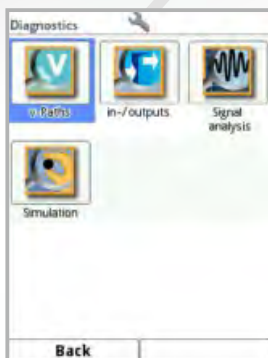 Diagnostics
v Paths
in-/outputs
Signal
analysis
Simulation
Back